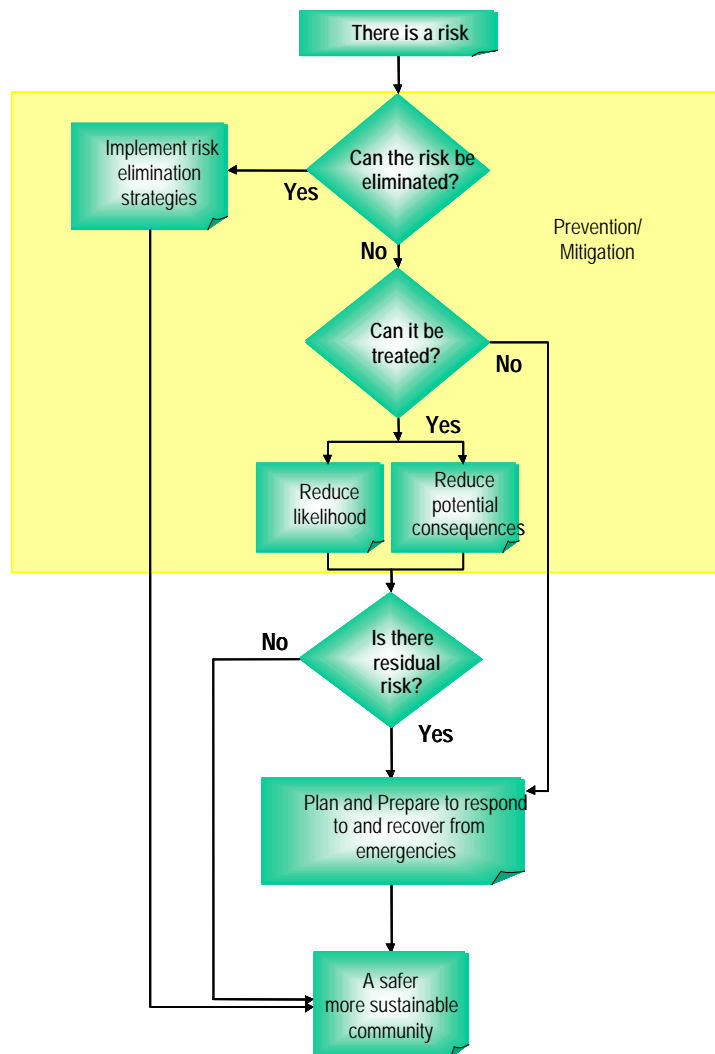 There is a risk
Implement risk
elimination
strategies
Can the risk be
eliminated?
Yes
Prevention/
Mitigation
No
Can it be
treated?
No
Yes
Reduce
likelihood
Reduce
potential
consequences
No
Is there
residual
risk?
Yes
Plan and Prepare to respond
to and recover from
emergencies
A safer
more sustainable
community